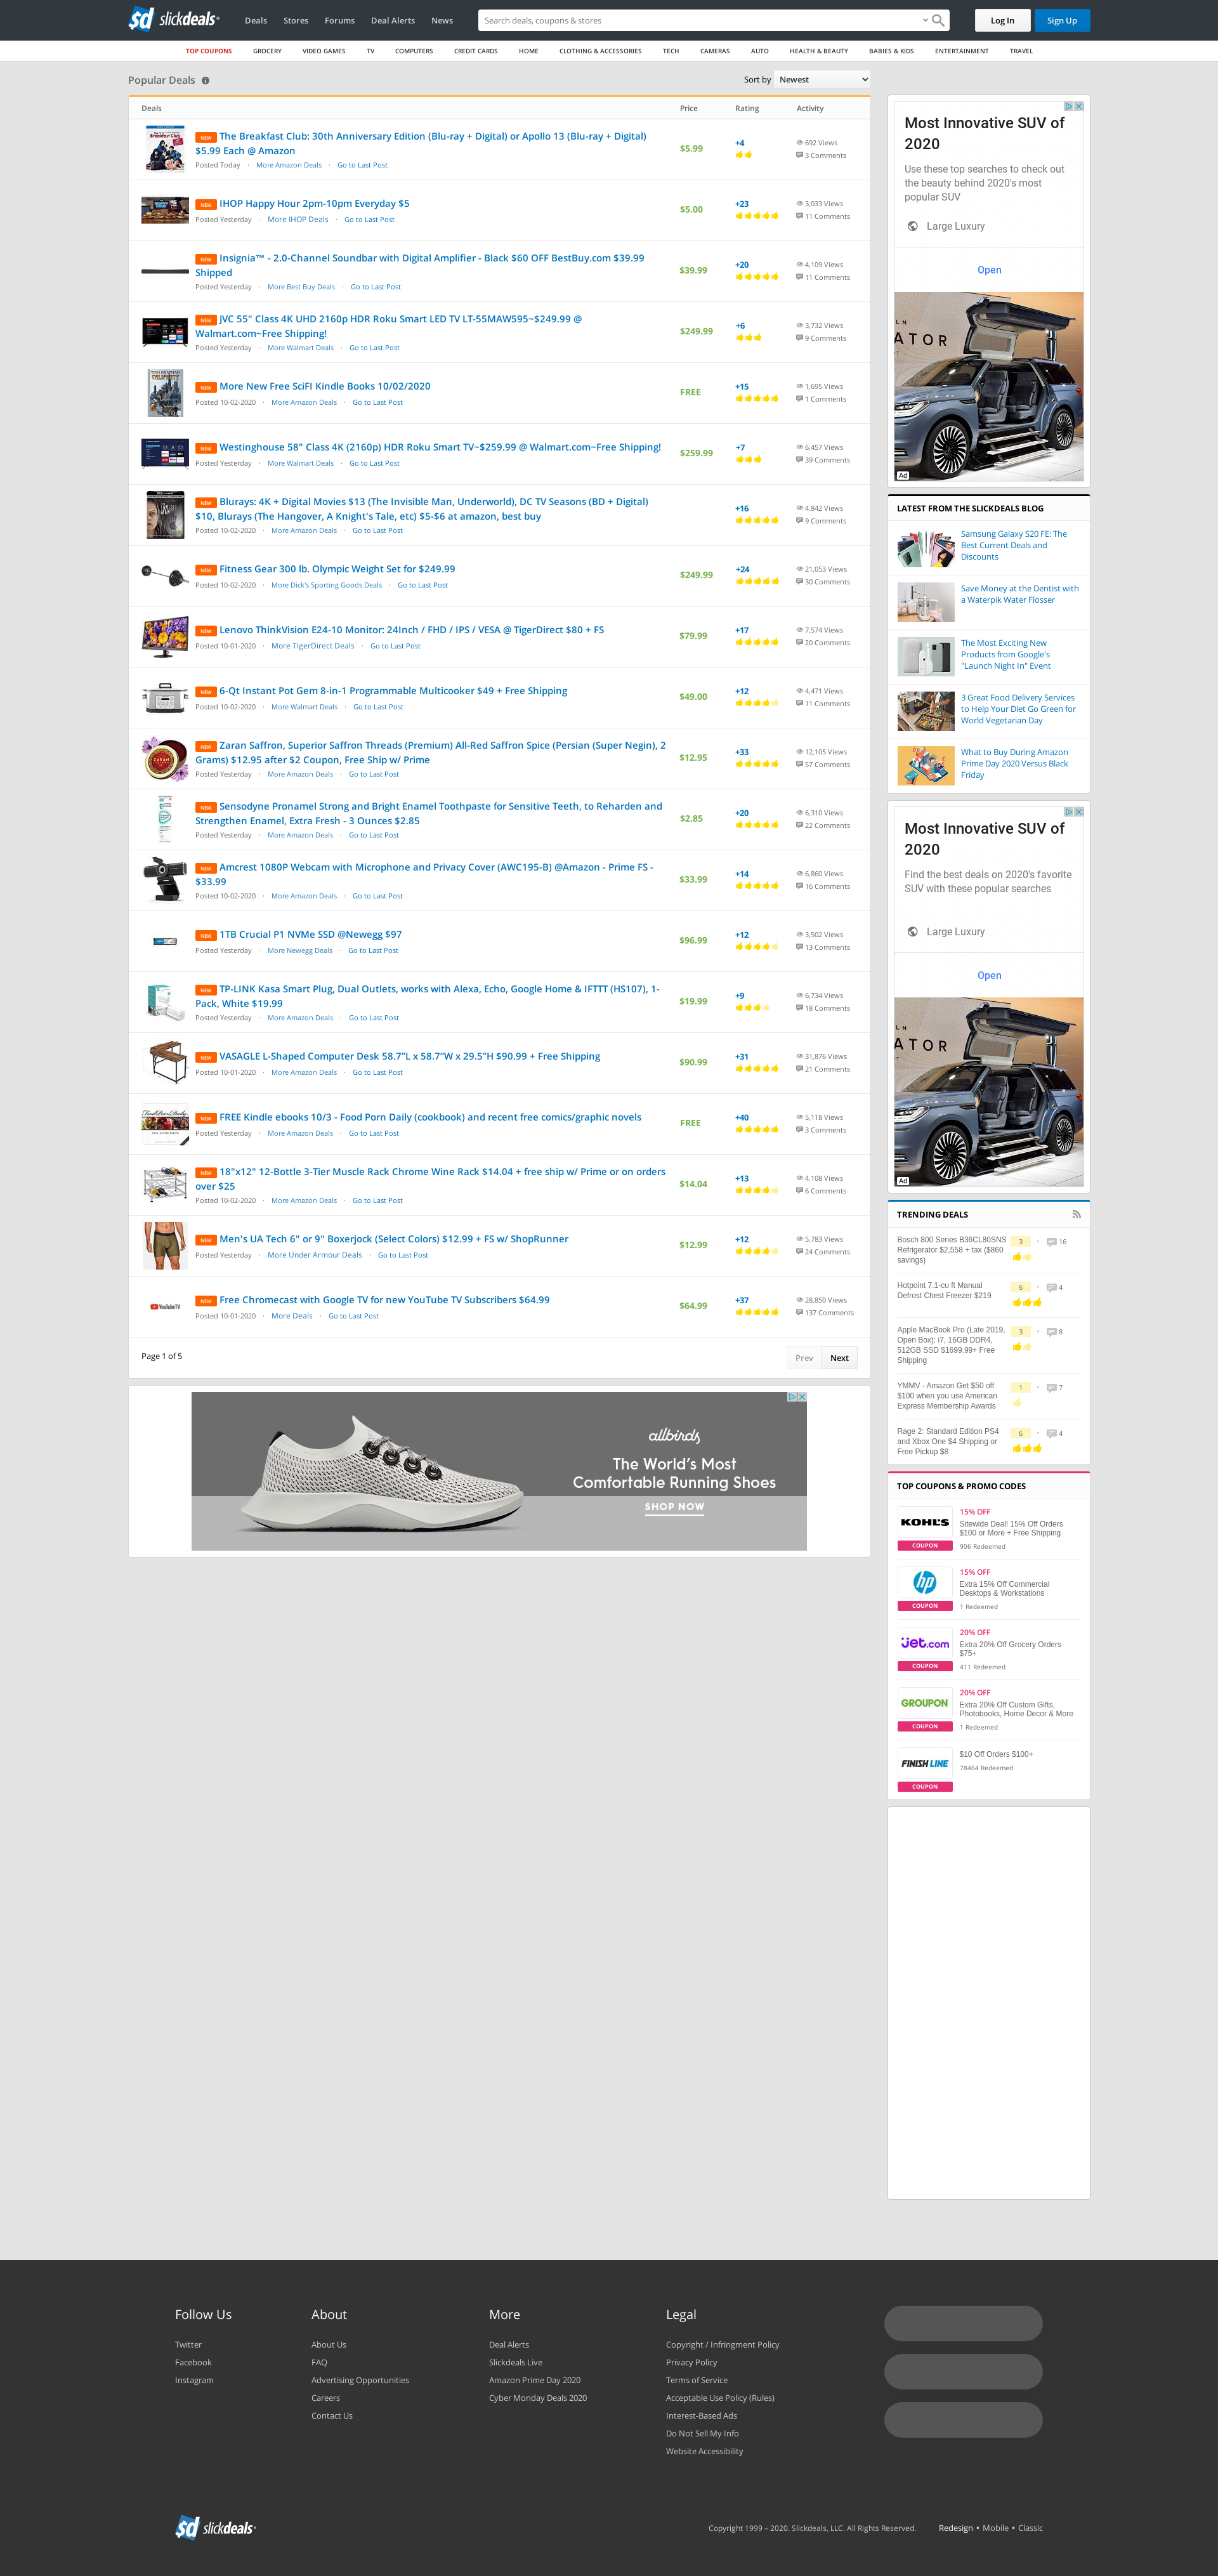 sd slickdeals
Deals Stores Forums Deal Alerts News
Search deals, coupons & stores
Log In Sign Up
TOP COUPONS GROCERY VIDEO GAMES TV COMPUTERS CREDIT CARDS HOME CLOTHING & ACCESSORIES TECH CAMERAS AUTO HEALTH & BEAUTY BABIES & KIDS ENTERTAINMENT TRAVEL
Popular Deals
Sort by Newest
Deals Price Rating Activity
NEW The Breakfast Club: 30th Anniversary Edition (Blu-ray + Digital) or Apollo 13 (Blu-ray + Digital)
$5.99 Each @ Amazon
Posted Today · More Amazon Deals · Go to Last Post
$5.99
+4
692 Views
3 Comments
NEW IHOP Happy Hour 2pm-10pm Everyday $5
Posted Yesterday · More IHOP Deals · Go to Last Post
$5.00
+23
3,033 Views
11 Comments
NEW Insignia™ - 2.0-Channel Soundbar with Digital Amplifier - Black $60 OFF BestBuy.com $39.99
Shipped
Posted Yesterday · More Best Buy Deals · Go to Last Post
$39.99
+20
4,109 Views
11 Comments
NEW JVC 55" Class 4K UHD 2160p HDR Roku Smart LED TV LT-55MAW595~$249.99 @
Walmart.com~Free Shipping!
Posted Yesterday · More Walmart Deals · Go to Last Post
$249.99
+6
3,732 Views
9 Comments
NEW More New Free SciFI Kindle Books 10/02/2020
Posted 10-02-2020 · More Amazon Deals · Go to Last Post
FREE
+15
1,695 Views
1 Comments
NEW Westinghouse 58" Class 4K (2160p) HDR Roku Smart TV~$259.99 @ Walmart.com~Free Shipping!
Posted Yesterday · More Walmart Deals · Go to Last Post
$259.99
+7
6,457 Views
39 Comments
NEW Blurays: 4K + Digital Movies $13 (The Invisible Man, Underworld), DC TV Seasons (BD + Digital)
$10, Blurays (The Hangover, A Knight's Tale, etc) $5-$6 at amazon, best buy
Posted 10-02-2020 · More Amazon Deals · Go to Last Post
+16
4,842 Views
9 Comments
NEW Fitness Gear 300 lb. Olympic Weight Set for $249.99
Posted 10-02-2020 · More Dick's Sporting Goods Deals · Go to Last Post
$249.99
+24
21,053 Views
30 Comments
NEW Lenovo ThinkVision E24-10 Monitor: 24Inch / FHD / IPS / VESA @ TigerDirect $80 + FS
Posted 10-01-2020 · More TigerDirect Deals · Go to Last Post
$79.99
+17
7,574 Views
20 Comments
NEW 6-Qt Instant Pot Gem 8-in-1 Programmable Multicooker $49 + Free Shipping
Posted 10-02-2020 · More Walmart Deals · Go to Last Post
$49.00
+12
4,471 Views
11 Comments
NEW Zaran Saffron, Superior Saffron Threads (Premium) All-Red Saffron Spice (Persian (Super Negin), 2
Grams) $12.95 after $2 Coupon, Free Ship w/ Prime
Posted Yesterday · More Amazon Deals · Go to Last Post
$12.95
+33
12,105 Views
57 Comments
NEW Sensodyne Pronamel Strong and Bright Enamel Toothpaste for Sensitive Teeth, to Reharden and
Strengthen Enamel, Extra Fresh - 3 Ounces $2.85
Posted Yesterday · More Amazon Deals · Go to Last Post
$2.85
+20
6,310 Views
22 Comments
NEW Amcrest 1080P Webcam with Microphone and Privacy Cover (AWC195-B) @Amazon - Prime FS -
$33.99
Posted 10-02-2020 · More Amazon Deals · Go to Last Post
$33.99
+14
6,860 Views
16 Comments
NEW 1TB Crucial P1 NVMe SSD @Newegg $97
Posted Yesterday · More Newegg Deals · Go to Last Post
$96.99
+12
3,502 Views
13 Comments
NEW TP-LINK Kasa Smart Plug, Dual Outlets, works with Alexa, Echo, Google Home & IFTTT (HS107), 1-
Pack, White $19.99
Posted Yesterday · More Amazon Deals · Go to Last Post
$19.99
+9
6,734 Views
18 Comments
NEW VASAGLE L-Shaped Computer Desk 58.7”L x 58.7”W x 29.5”H $90.99 + Free Shipping
Posted 10-01-2020 · More Amazon Deals · Go to Last Post
$90.99
+31
31,876 Views
21 Comments
NEW FREE Kindle ebooks 10/3 - Food Porn Daily (cookbook) and recent free comics/graphic novels
Posted Yesterday · More Amazon Deals · Go to Last Post
FREE
+40
5,118 Views
3 Comments
NEW 18"x12" 12-Bottle 3-Tier Muscle Rack Chrome Wine Rack $14.04 + free ship w/ Prime or on orders
over $25
Posted 10-02-2020 · More Amazon Deals · Go to Last Post
$14.04
+13
4,108 Views
6 Comments
NEW Men's UA Tech 6" or 9" Boxerjock (Select Colors) $12.99 + FS w/ ShopRunner
Posted Yesterday · More Under Armour Deals · Go to Last Post
$12.99
+12
5,783 Views
24 Comments
YouTubeTV
NEW Free Chromecast with Google TV for new YouTube TV Subscribers $64.99
Posted 10-01-2020 · More Deals · Go to Last Post
$64.99
+37
28,850 Views
137 Comments
Page 1 of 5
Prev Next
allbirds
The World's Most
Comfortable Running Shoes
SHOP NOW
Most Innovative SUV of
2020
Use these top searches to check out
the beauty behind 2020's most
popular SUV
Large Luxury
Open
Ad
LATEST FROM THE SLICKDEALS BLOG
Samsung Galaxy S20 FE: The
Best Current Deals and
Discounts
Save Money at the Dentist with
a Waterpik Water Flosser
The Most Exciting New
Products from Google's
"Launch Night In" Event
3 Great Food Delivery Services
to Help Your Diet Go Green for
World Vegetarian Day
What to Buy During Amazon
Prime Day 2020 Versus Black
Friday
Most Innovative SUV of
2020
Find the best deals on 2020's favorite
SUV with these popular searches
Large Luxury
Open
Ad
TRENDING DEALS
Bosch 800 Series B36CL80SNS
Refrigerator $2,558 + tax ($860
savings)
3 · 16
Hotpoint 7.1-cu ft Manual
Defrost Chest Freezer $219
6 · 4
Apple MacBook Pro (Late 2019,
Open Box): i7, 16GB DDR4,
512GB SSD $1699.99+ Free
Shipping
3 · 8
YMMV - Amazon Get $50 off
$100 when you use American
Express Membership Awards
1 · 7
Rage 2: Standard Edition PS4
and Xbox One $4 Shipping or
Free Pickup $8
6 · 4
TOP COUPONS & PROMO CODES
KOHL'S
COUPON
15% OFF
Sitewide Deal! 15% Off Orders
$100 or More + Free Shipping
906 Redeemed
hp
COUPON
15% OFF
Extra 15% Off Commercial
Desktops & Workstations
1 Redeemed
jet.com
COUPON
20% OFF
Extra 20% Off Grocery Orders
$75+
411 Redeemed
GROUPON
COUPON
20% OFF
Extra 20% Off Custom Gifts,
Photobooks, Home Decor & More
1 Redeemed
FINISH LINE
COUPON
$10 Off Orders $100+
78464 Redeemed
Follow Us
Twitter
Facebook
Instagram
About
About Us
FAQ
Advertising Opportunities
Careers
Contact Us
More
Deal Alerts
Slickdeals Live
Amazon Prime Day 2020
Cyber Monday Deals 2020
Legal
Copyright / Infringment Policy
Privacy Policy
Terms of Service
Acceptable Use Policy (Rules)
Interest-Based Ads
Do Not Sell My Info
Website Accessibility
sd slickdeals
Copyright 1999 – 2020. Slickdeals, LLC. All Rights Reserved.
Redesign • Mobile • Classic